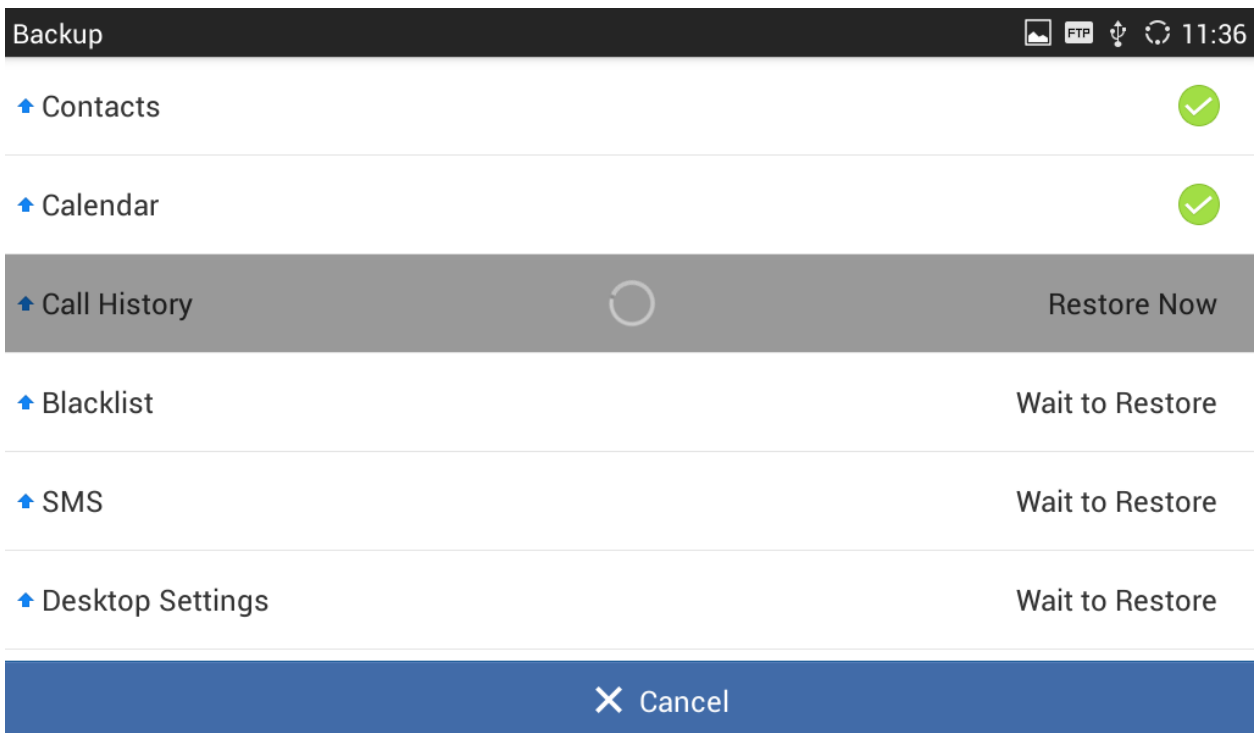 Backup FTP 11:36
Contacts
Calendar
Call History Restore Now
Blacklist Wait to Restore
SMS Wait to Restore
Desktop Settings Wait to Restore
Cancel